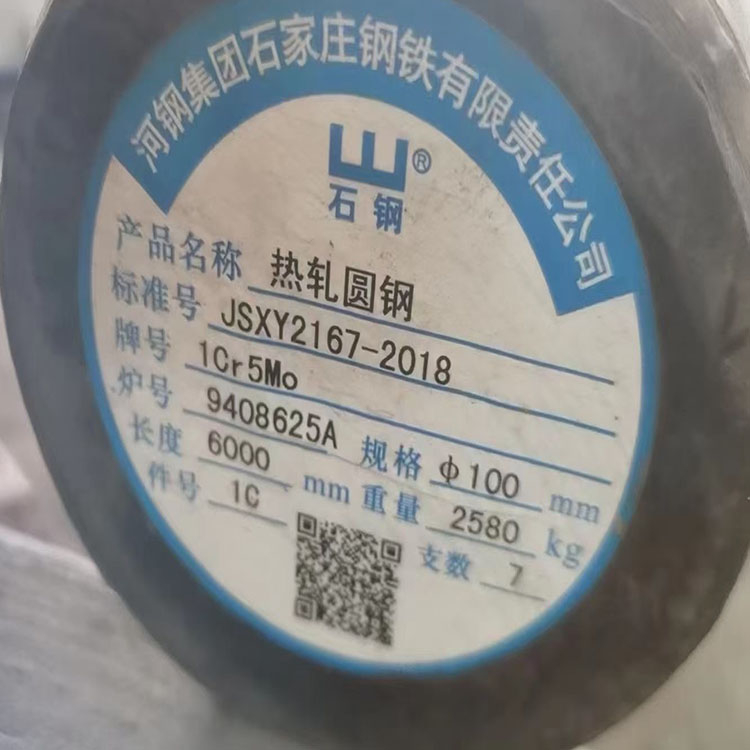 河钢集团石家庄钢铁有限责任公司
®
石钢
产品名称 热轧圆钢
标准号 JSXY2167-2018
牌号 1Cr5Mo
炉号 9408625A 规格 φ100 mm
长度 6000 mm 重量 2580 kg
件号 1C 支数 7